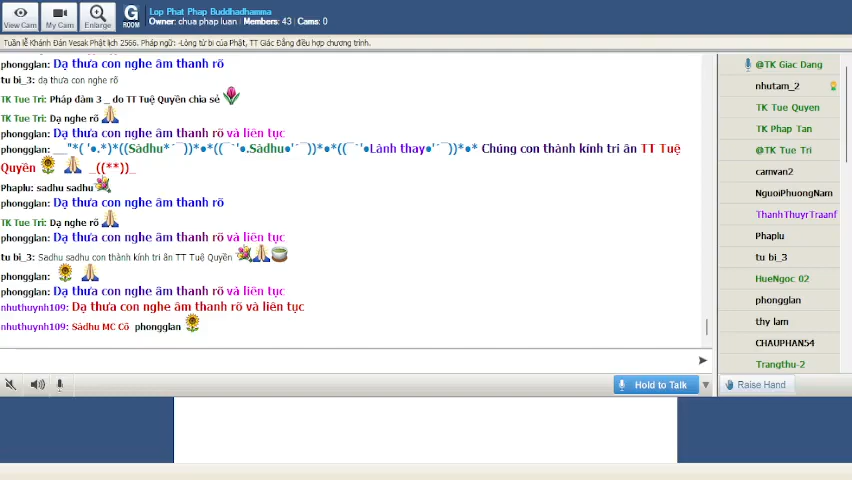 Lop Phat Phap Buddhadhamma
Owner: chua phap luan | Members: 43 | Cams: 0
View Cam
My Cam
Enlarge
G
ROOM
Tuần lễ Khánh Đản Vesak Phật lịch 2566. Pháp ngữ: -Lòng từ bi của Phật, TT Giác Đẳng điều hợp chương trình.
phongglan: Dạ thưa con nghe âm thanh rõ
tu bi_3: dạ thưa con nghe rõ
TK Tue Tri: Pháp đàm 3 _ do TT Tuệ Quyền chia sẻ
TK Tue Tri: Dạ nghe rõ
phongglan: Dạ thưa con nghe âm thanh rõ và liên tục
phongglan: __"*( '•.*)*((Sādhu*´¯))*•*((¯`'•.Sādhu•'´¯))*•*((¯`'•Lành thay•'´¯))*•* Chúng con thành kính tri ân TT Tuệ
Quyền _((**))_
Phaplu: sadhu sadhu
phongglan: Dạ thưa con nghe âm thanh rõ
TK Tue Tri: Dạ nghe rõ
phongglan: Dạ thưa con nghe âm thanh rõ và liên tục
tu bi_3: Sadhu sadhu con thành kính tri ân TT Tuệ Quyền
phongglan:
phongglan: Dạ thưa con nghe âm thanh rõ và liên tục
nhuthuynh109: Dạ thưa con nghe âm thanh rõ và liên tục
nhuthuynh109: Sādhu MC Cô phongglan
Hold to Talk
@TK Giac Dang
nhutam_2
TK Tue Quyen
TK Phap Tan
@TK Tue Tri
camvan2
NguoiPhuongNam
ThanhThuyrTraanf
Phaplu
tu bi_3
HueNgoc 02
phongglan
thy lam
CHAUPHAN54
Trangthu-2
Raise Hand